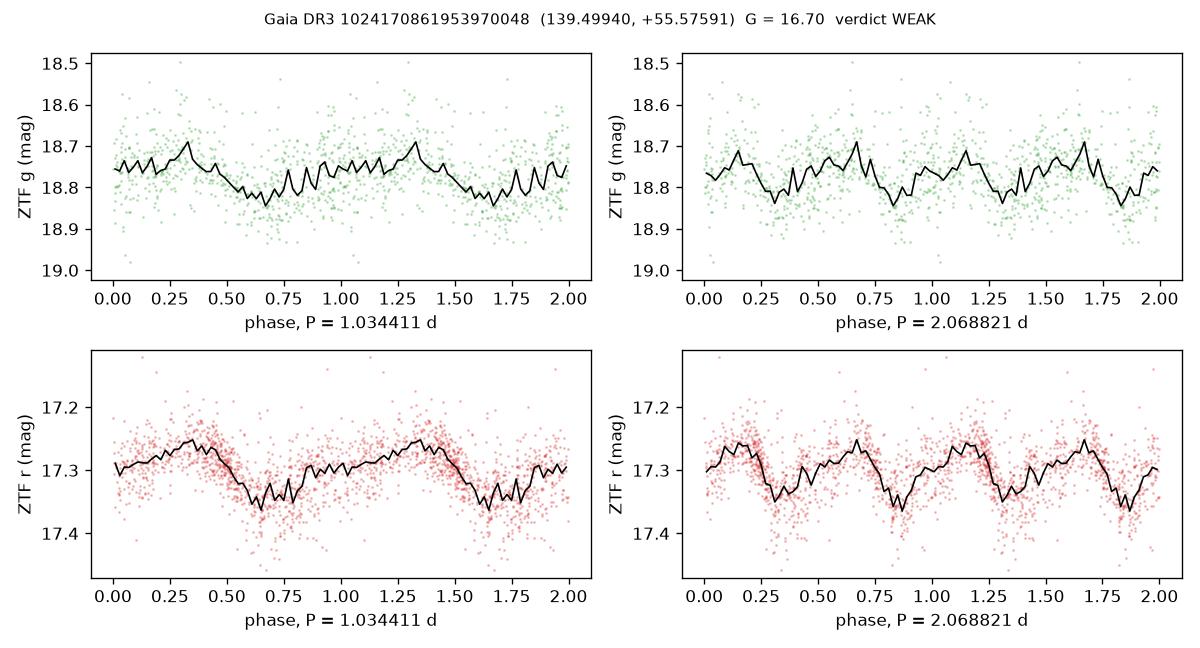 Gaia DR3 1024170861953970048  (139.49940, +55.57591)  G = 16.70  verdict WEAK
18.5
18.6
18.7
18.8
18.9
19.0
ZTF g (mag)
0.00 0.25 0.50 0.75 1.00 1.25 1.50 1.75 2.00
phase, P = 1.034411 d
18.5
18.6
18.7
18.8
18.9
19.0
ZTF g (mag)
0.00 0.25 0.50 0.75 1.00 1.25 1.50 1.75 2.00
phase, P = 2.068821 d
17.2
17.3
17.4
ZTF r (mag)
0.00 0.25 0.50 0.75 1.00 1.25 1.50 1.75 2.00
phase, P = 1.034411 d
17.2
17.3
17.4
ZTF r (mag)
0.00 0.25 0.50 0.75 1.00 1.25 1.50 1.75 2.00
phase, P = 2.068821 d